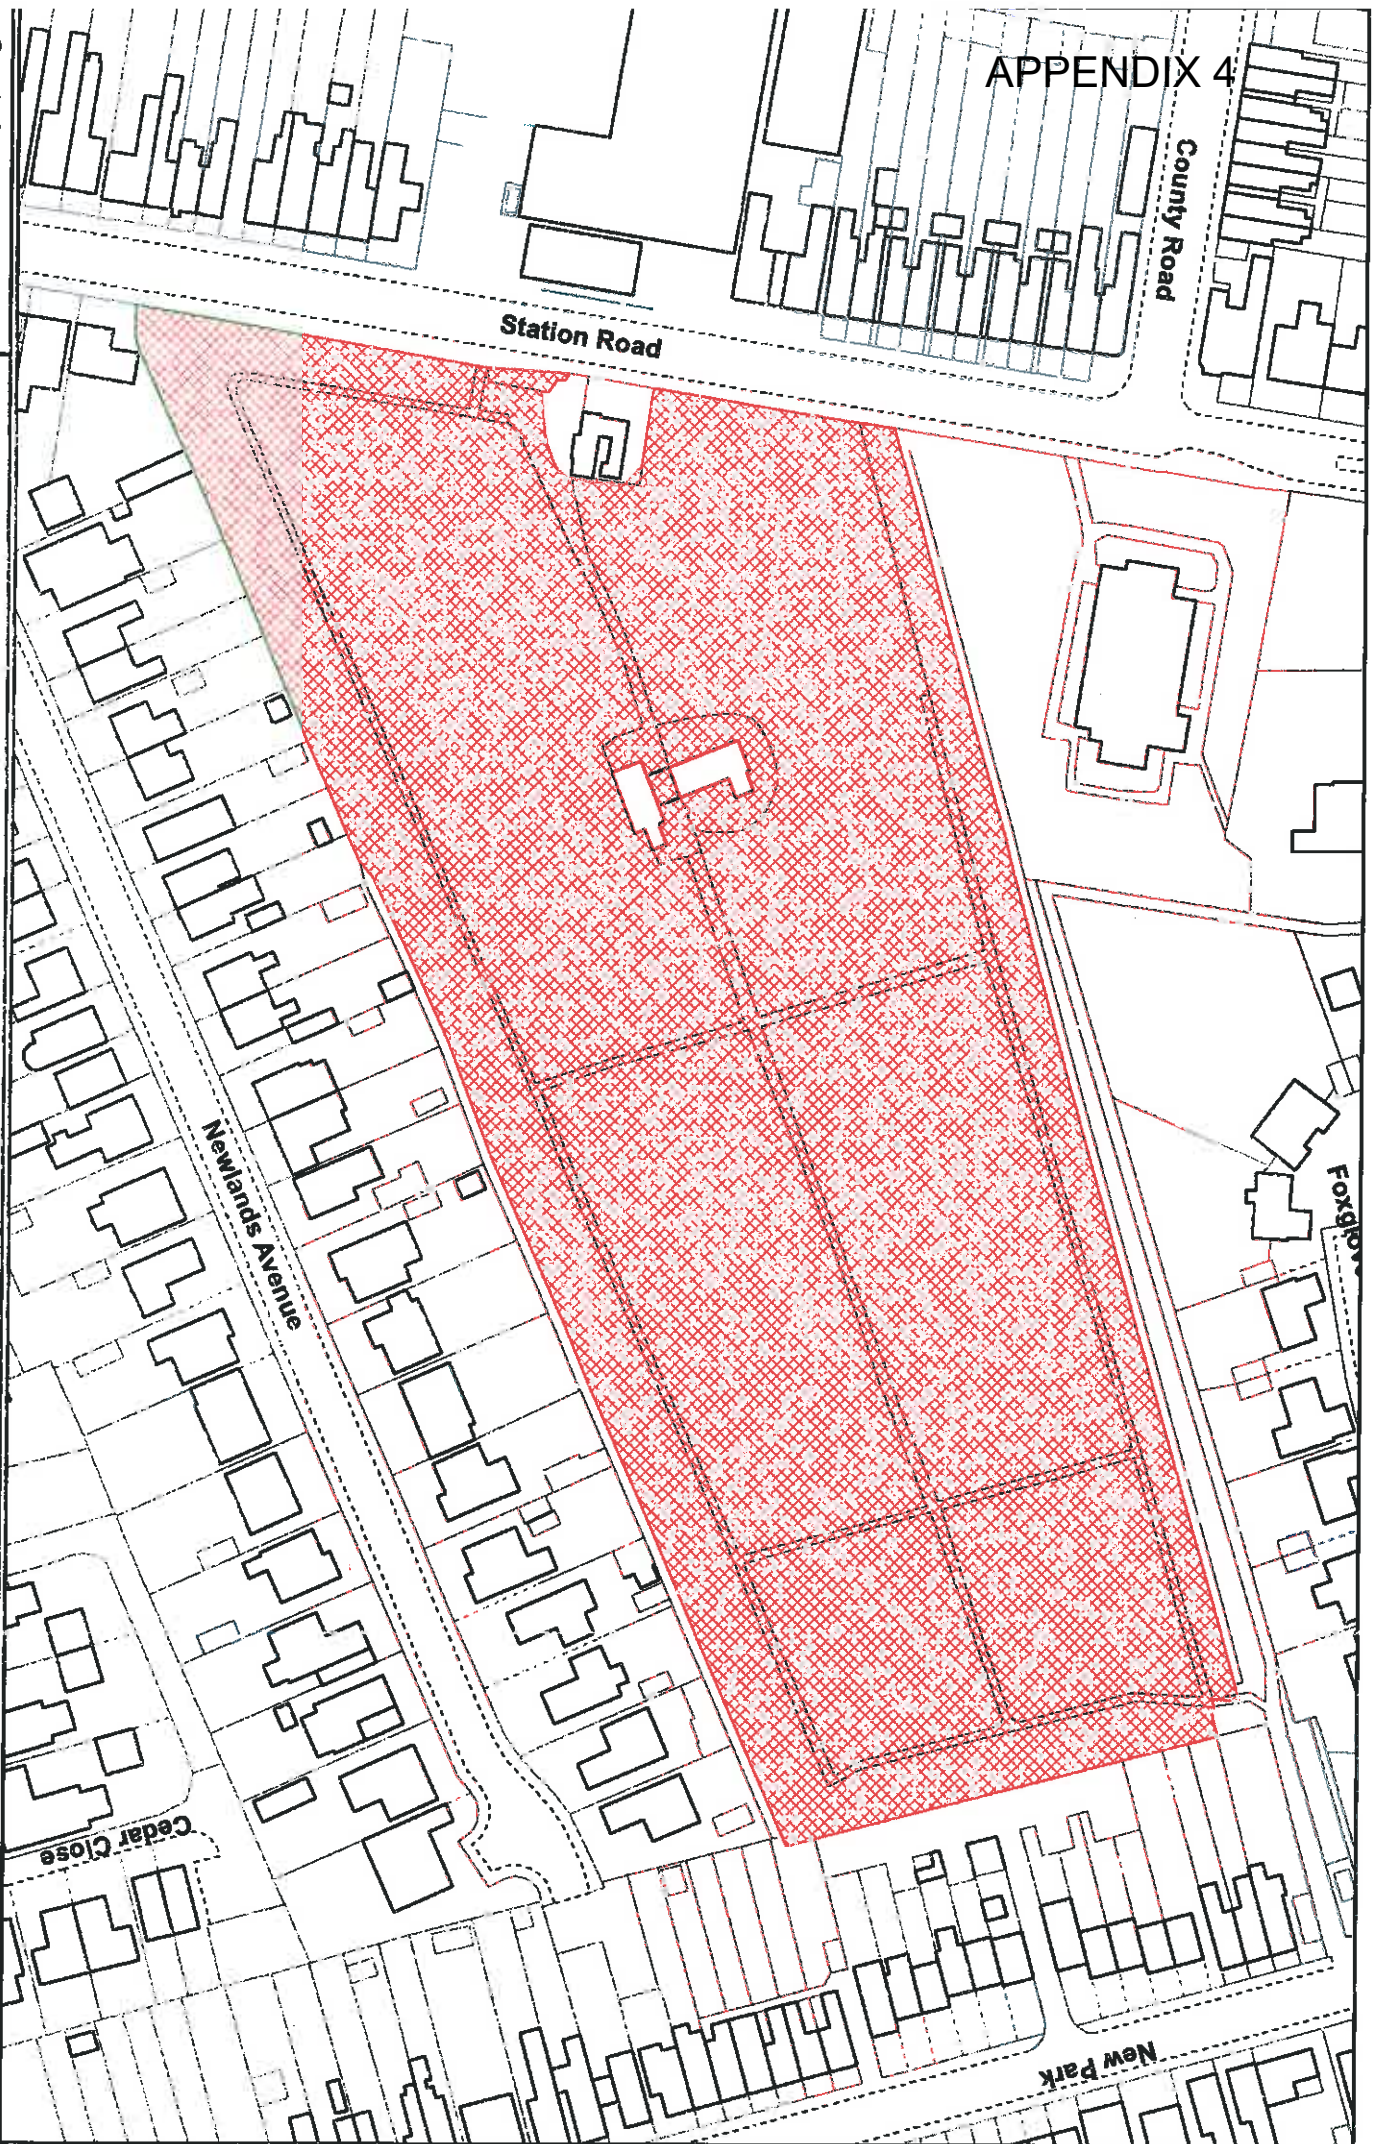 APPENDIX 4
County Road
Station Road
Newlands Avenue
Cedar Close
New Park